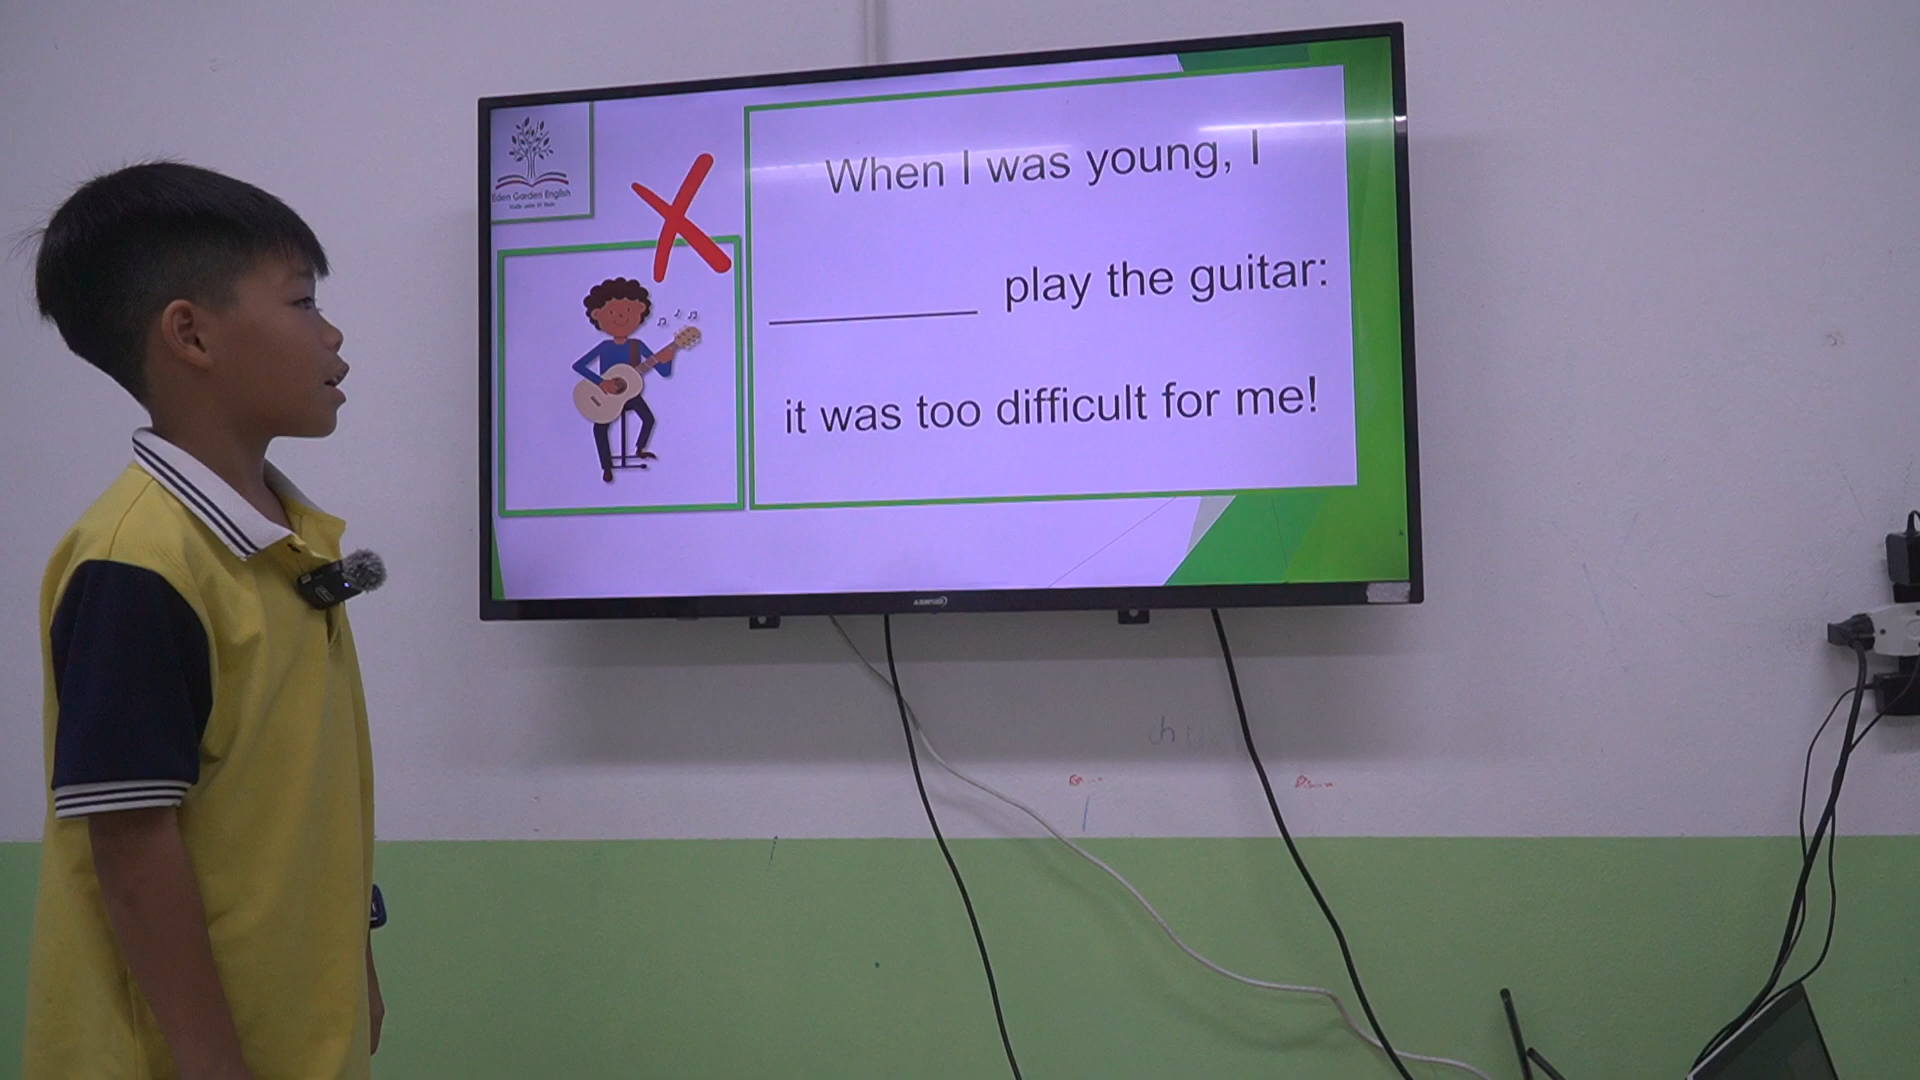 Eden Garden English
When I was young, I
__________ play the guitar:
it was too difficult for me!